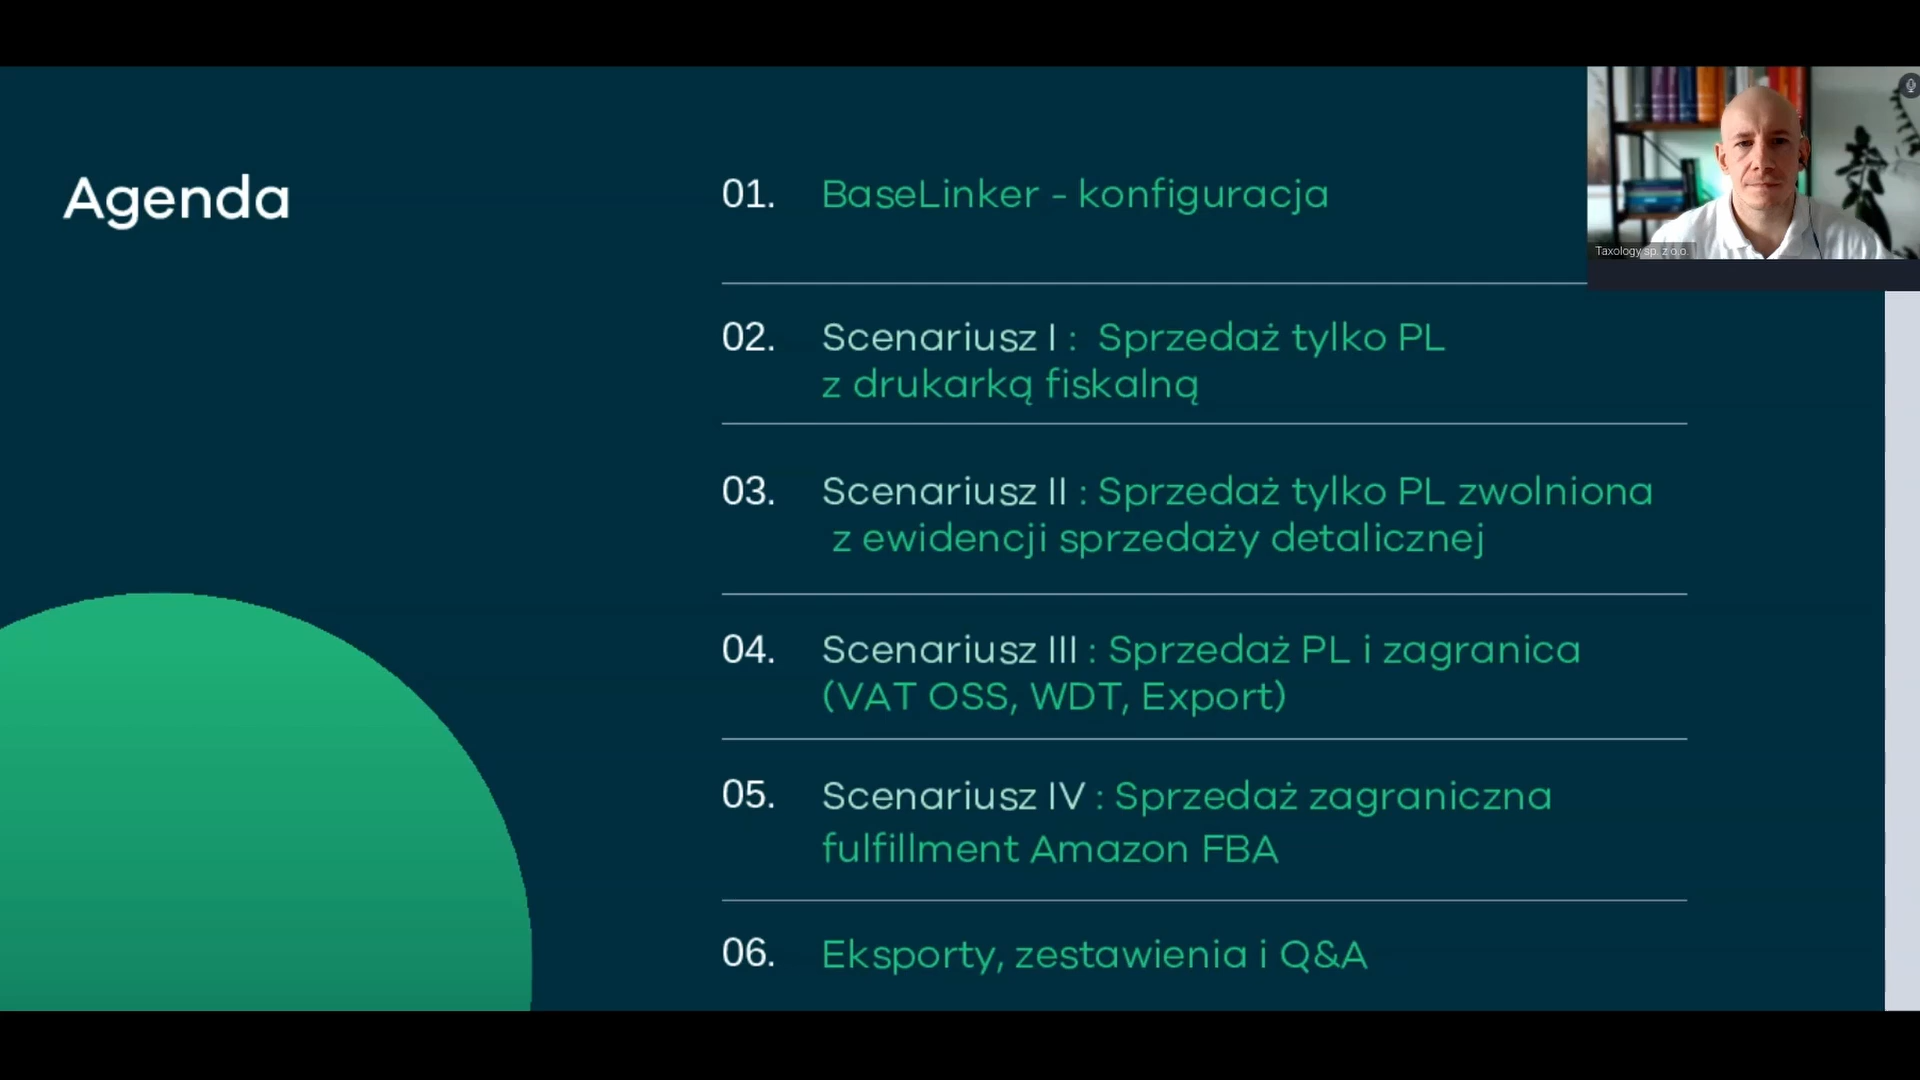 Agenda
01. BaseLinker - konfiguracja
02. Scenariusz I : Sprzedaż tylko PL
z drukarką fiskalną
03. Scenariusz II : Sprzedaż tylko PL zwolniona
z ewidencji sprzedaży detalicznej
04. Scenariusz III : Sprzedaż PL i zagranica
(VAT OSS, WDT, Export)
05. Scenariusz IV : Sprzedaż zagraniczna
fulfillment Amazon FBA
06. Eksporty, zestawienia i Q&A
Taxology sp. z o.o.